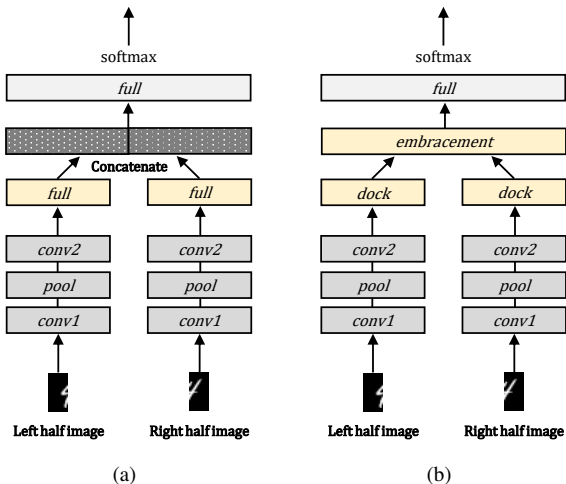 softmax softmax
full full
embracement
Concatenate
full full dock dock
conv2 conv2 conv2 conv2
pool pool pool pool
conv1 conv1 conv1 conv1
Left half image Right half image Left half image Right half image
(a) (b)